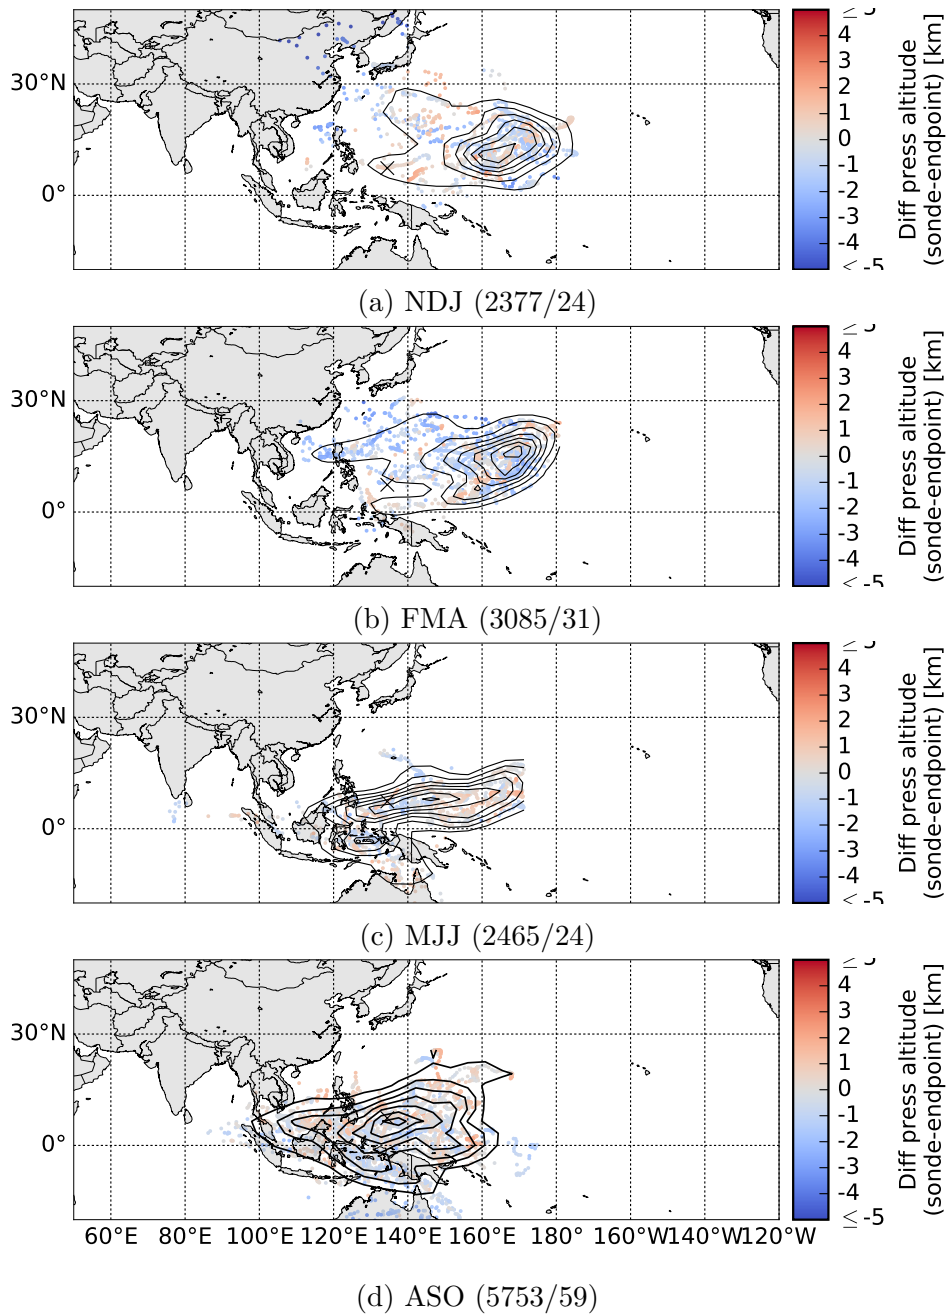 ≥ 5
4
3
2
1
0
-1
-2
-3
-4
≤ -5
Diff press altitude
(sonde-endpoint) [km]
30°N
0°
(a) NDJ (2377/24)
≥ 5
4
3
2
1
0
-1
-2
-3
-4
≤ -5
Diff press altitude
(sonde-endpoint) [km]
30°N
0°
(b) FMA (3085/31)
≥ 5
4
3
2
1
0
-1
-2
-3
-4
≤ -5
Diff press altitude
(sonde-endpoint) [km]
30°N
0°
(c) MJJ (2465/24)
≥ 5
4
3
2
1
0
-1
-2
-3
-4
≤ -5
Diff press altitude
(sonde-endpoint) [km]
30°N
0°
60°E 80°E 100°E 120°E 140°E 160°E 180° 160°W 140°W 120°W
(d) ASO (5753/59)